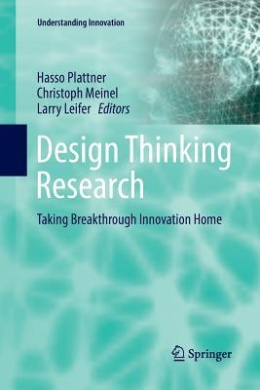 Understanding Innovation
Hasso Plattner
Christoph Meinel
Larry Leifer Editors
Design Thinking
Research
Taking Breakthrough Innovation Home
Springer